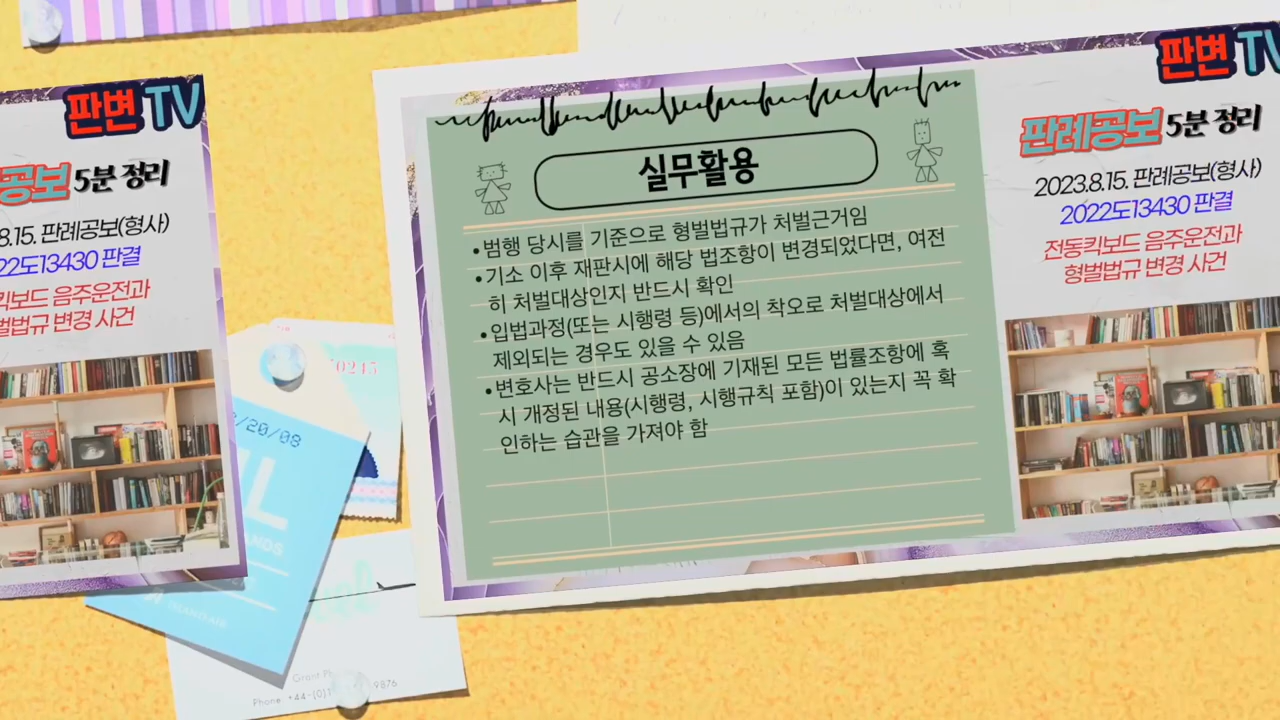 판변 TV
공보 5분 정리
8.15. 판례공보(형사)
22도13430 판결
킥보드 음주운전과
벌법규 변경 사건
0245
/20/08
Phone: +44-(0)1 9876
실무활용
•범행 당시를 기준으로 형벌법규가 처벌근거임
•기소 이후 재판시에 해당 법조항이 변경되었다면, 여전
히 처벌대상인지 반드시 확인
•입법과정(또는 시행령 등)에서의 착오로 처벌대상에서
제외되는 경우도 있을 수 있음
•변호사는 반드시 공소장에 기재된 모든 법률조항에 혹
시 개정된 내용(시행령, 시행규칙 포함)이 있는지 꼭 확
인하는 습관을 가져야 함
판변 TV
판례공보 5분 정리
2023.8.15. 판례공보(형사)
2022도13430 판결
전동킥보드 음주운전과
형벌법규 변경 사건